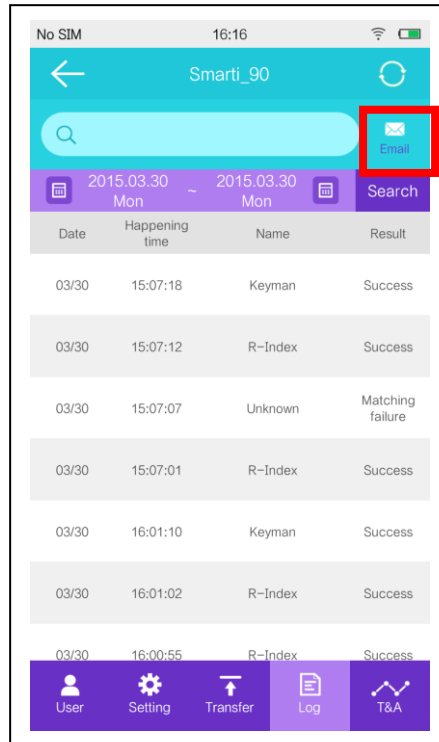 No SIM 16:16
Smarti_90
Email
2015.03.30 ~ 2015.03.30
Mon Mon Search
Date Happening time Name Result
03/30 15:07:18 Keyman Success
03/30 15:07:12 R-Index Success
03/30 15:07:07 Unknown Matching failure
03/30 15:07:01 R-Index Success
03/30 16:01:10 Keyman Success
03/30 16:01:02 R-Index Success
03/30 16:00:55 R-Index Success
User Setting Transfer Log T&A